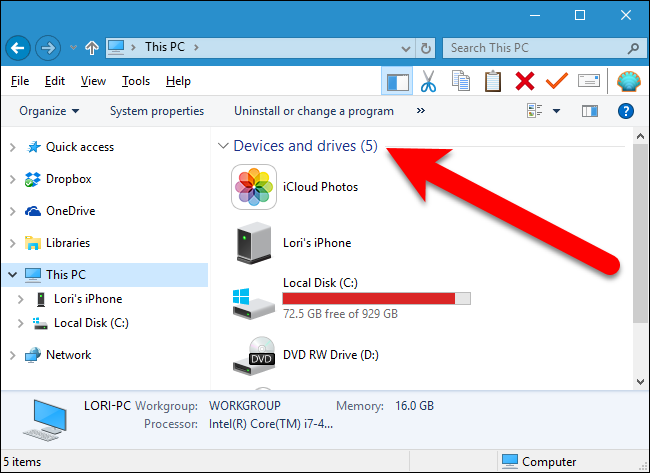 This PC
Search This PC
File Edit View Tools Help
Organize System properties Uninstall or change a program »
Quick access
Dropbox
OneDrive
Libraries
This PC
Lori's iPhone
Local Disk (C:)
Network
Devices and drives (5)
iCloud Photos
Lori's iPhone
Local Disk (C:)
72.5 GB free of 929 GB
DVD
DVD RW Drive (D:)
LORI-PC Workgroup: WORKGROUP Memory: 16.0 GB
Processor: Intel(R) Core(TM) i7-4...
5 items Computer